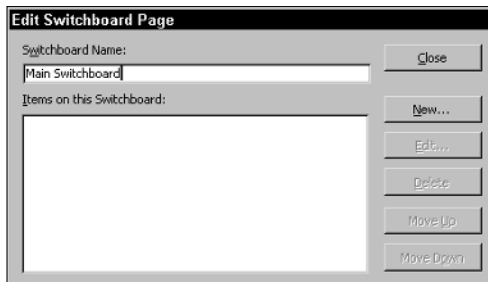 Edit Switchboard Page
Switchboard Name:
Close
Main Switchboard
Items on this Switchboard:
New...
Edit...
Delete
Move Up
Move Down